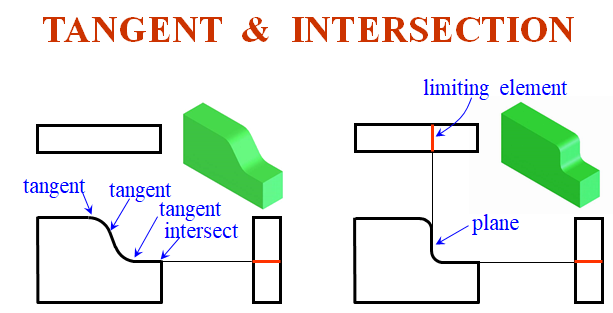 TANGENT & INTERSECTION
limiting element
tangent
tangent
tangent
intersect
plane